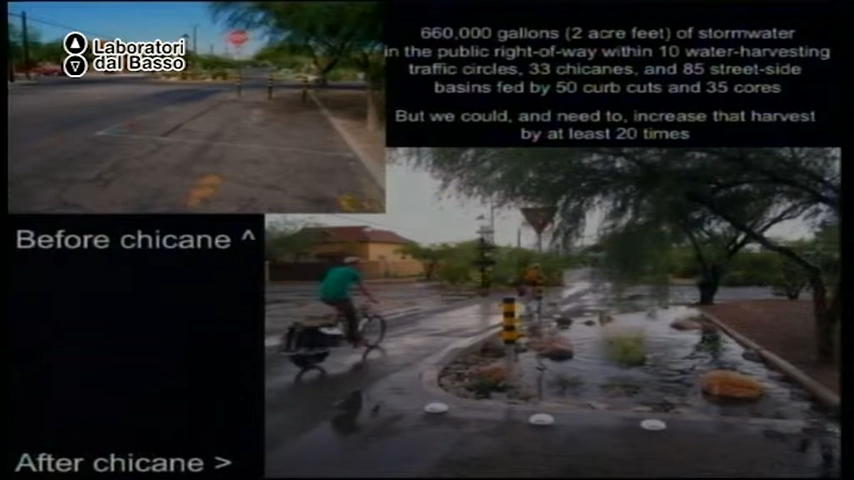 Laboratori
dal Basso
660,000 gallons (2 acre feet) of stormwater
in the public right-of-way within 10 water-harvesting
traffic circles, 33 chicanes, and 85 street-side
basins fed by 50 curb cuts and 35 cores
But we could, and need to, increase that harvest
by at least 20 times
Before chicane ^
After chicane >